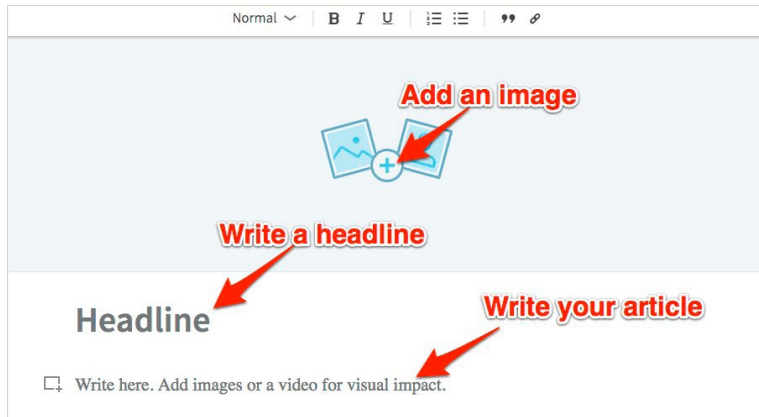 Normal B I U
Add an image
Write a headline
Headline
Write your article
Write here. Add images or a video for visual impact.